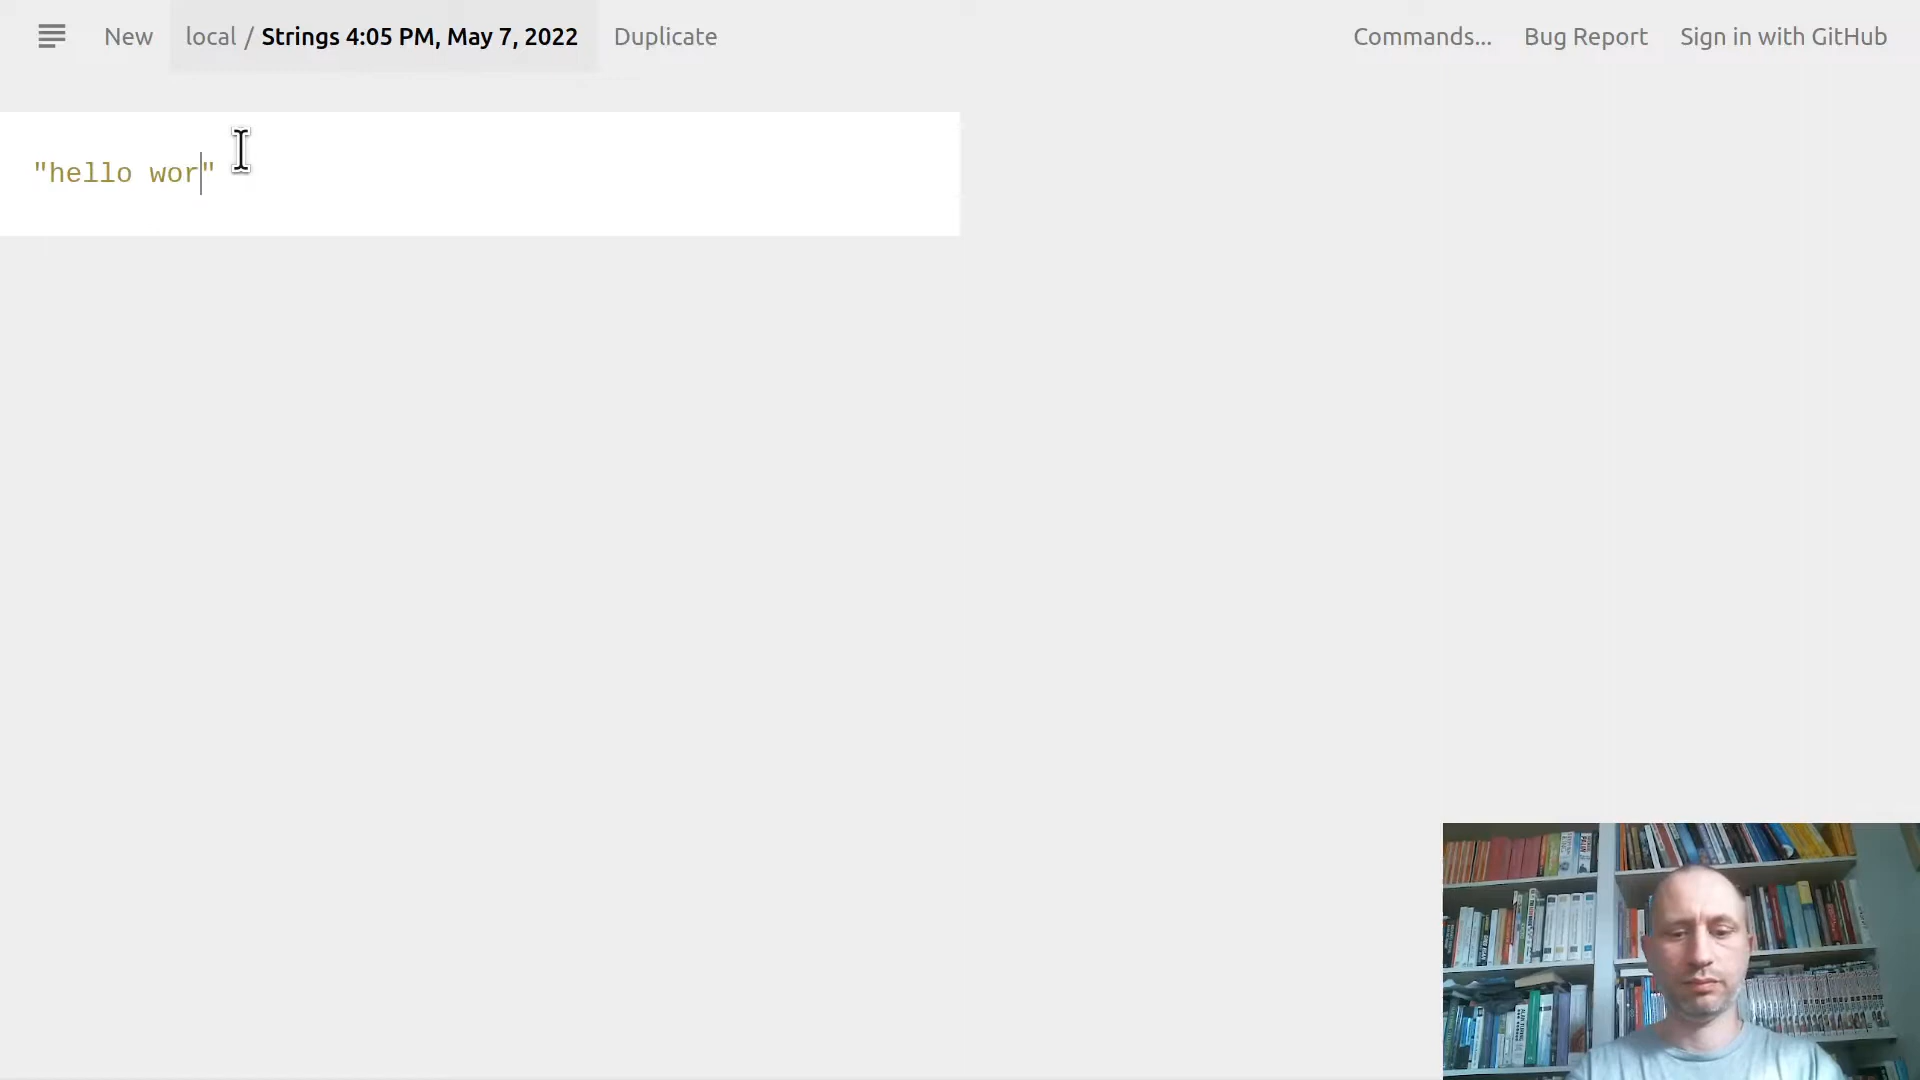 New local / Strings 4:05 PM, May 7, 2022 Duplicate Commands... Bug Report Sign in with GitHub
"hello wor"